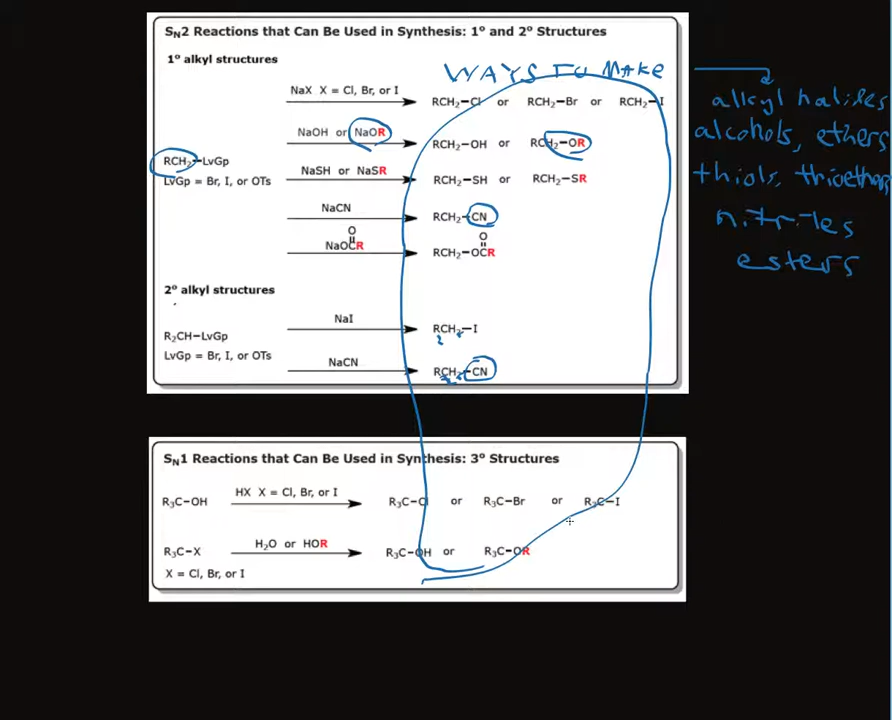 SN2 Reactions that Can Be Used in Synthesis: 1° and 2° Structures
1° alkyl structures
WAYS TO MAKE
NaX X = Cl, Br, or I
RCH2–Cl or RCH2–Br or RCH2–I
alkyl halides
NaOH or NaOR
RCH2–OH or RCH2–OR
alcohols, ethers
RCH2–LvGp
LvGp = Br, I, or OTs
NaSH or NaSR
RCH2–SH or RCH2–SR
thiols, thioethers
NaCN
RCH2–CN
nitriles
O
NaOCR
O
RCH2–OCR
esters
2° alkyl structures
R2CH–LvGp
LvGp = Br, I, or OTs
NaI
RCH2–I
2
NaCN
RCH2–CN
SN1 Reactions that Can Be Used in Synthesis: 3° Structures
R3C–OH
HX X = Cl, Br, or I
R3C–Cl or R3C–Br or R3C–I
R3C–X
X = Cl, Br, or I
H2O or HOR
R3C–OH or R3C–OR